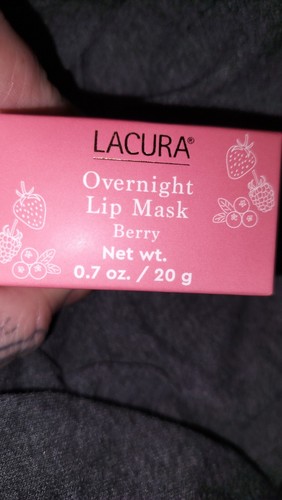 LACURA®
Overnight
Lip Mask
Berry
Net wt.
0.7 oz. / 20 g